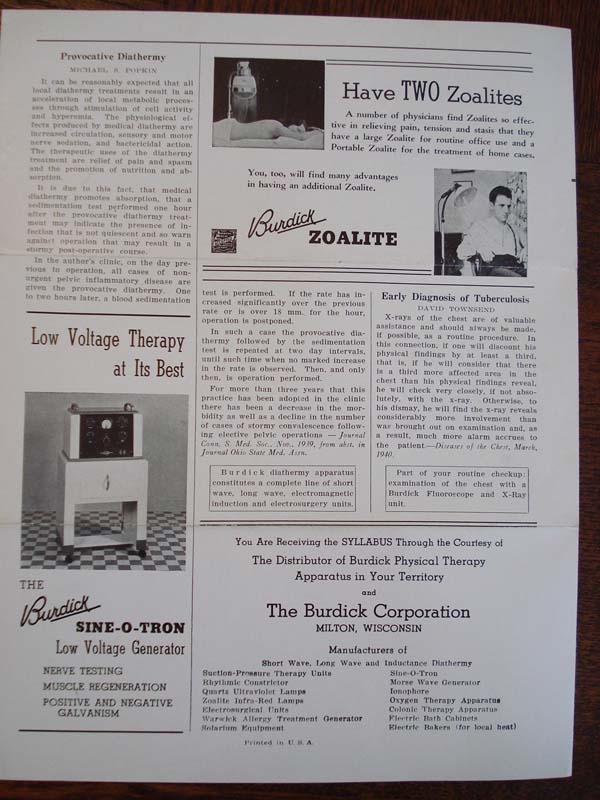 Provocative Diathermy
MICHAEL S. POPKIN
It can be reasonably expected that all
local diathermy treatments result in an
acceleration of local metabolic proces-
ses through stimulation of cell activity
and hyperemia. The physiological ef-
fects produced by medical diathermy are
increased circulation, sensory and motor
nerve sedation, and bactericidal action.
The therapeutic uses of the diathermy
treatment are relief of pain and spasm
and the promotion of nutrition and ab-
sorption.
It is due to this fact, that medical
diathermy promotes absorption, that a
sedimentation test performed one hour
after the provocative diathermy treat-
ment may indicate the presence of in-
fection that is not quiescent and so warn
against operation that may result in a
stormy post-operative course.
In the author's clinic, on the day pre-
vious to operation, all cases of non-
urgent pelvic inflammatory disease are
given the provocative diathermy. One
to two hours later, a blood sedimentation
Have TWO Zoalites
A number of physicians find Zoalites so effec-
tive in relieving pain, tension and stasis that they
have a large Zoalite for routine office use and a
Portable Zoalite for the treatment of home cases.
You, too, will find many advantages
in having an additional Zoalite.
Burdick
ZOALITE
test is performed. If the rate has in-
creased significantly over the previous
rate or is over 18 mm. for the hour,
operation is postponed.
In such a case the provocative dia-
thermy followed by the sedimentation
test is repeated at two day intervals,
until such time when no marked increase
in the rate is observed. Then, and only
then, is operation performed.
For more than three years that this
practice has been adopted in the clinic
there has been a decrease in the mor-
bidity as well as a decline in the number
of cases of stormy convalescence follow-
ing elective pelvic operations — Journal
Conn. S. Med. Soc., Nov., 1939, from abst. in
Journal Ohio State Med. Assn.
Burdick diathermy apparatus
constitutes a complete line of short
wave, long wave, electromagnetic
induction and electrosurgery units.
Early Diagnosis of Tuberculosis
DAVID TOWNSEND
X-rays of the chest are of valuable
assistance and should always be made,
if possible, as a routine procedure. In
this connection, if one will discount his
physical findings by at least a third,
that is, if he will consider that there
is a third more affected area in the
chest than his physical findings reveal,
he will check very closely, if not abso-
lutely, with the x-ray. Otherwise, to
his dismay, he will find the x-ray reveals
considerably more involvement than
was brought out on examination and, as
a result, much more alarm accrues to
the patient.—Diseases of the Chest, March,
1940.
Part of your routine checkup:
examination of the chest with a
Burdick Fluoroscope and X-Ray
unit.
Low Voltage Therapy
at Its Best
THE
Burdick
SINE-O-TRON
Low Voltage Generator
NERVE TESTING
MUSCLE REGENERATION
POSITIVE AND NEGATIVE
GALVANISM
You Are Receiving the SYLLABUS Through the Courtesy of
The Distributor of Burdick Physical Therapy
Apparatus in Your Territory
and
The Burdick Corporation
MILTON, WISCONSIN
Manufacturers of
Short Wave, Long Wave and Inductance Diathermy
Suction-Pressure Therapy Units
Rhythmic Constrictor
Quartz Ultraviolet Lamps
Zoalite Infra-Red Lamps
Electrosurgical Units
Warwick Allergy Treatment Generator
Solarium Equipment
Sine-O-Tron
Morse Wave Generator
Ionophore
Oxygen Therapy Apparatus
Colonic Therapy Apparatus
Electric Bath Cabinets
Electric Bakers (for local heat)
Printed in U. S. A.